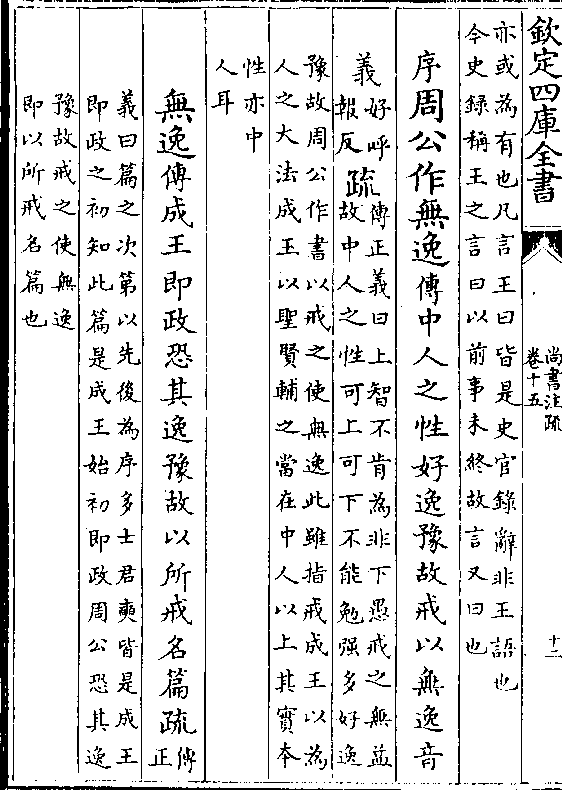 欽定四庫全書
尚書注疏
卷十五
十二
亦或為有也凡言王曰皆是史官錄辭非王語也
今史錄稱王之言曰以前事未終故言又曰也
序周公作無逸傳中人之性好逸豫故戒以無逸音
義好呼
報反
疏傳正義曰上智不肯為非下愚戒之無益
故中人之性可上可下不能勉强多好逸
豫故周公作書以戒之使無逸此雖指戒成王以為
人之大法成王以聖賢輔之當在中人以上其實本
性亦中
人耳
無逸傳成王即政恐其逸豫故以所戒名篇疏傳
正
義曰篇之次第以先後為序多士君奭皆是成王
即政之初知此篇是成王始初即政周公恐其逸
豫故戒之使無逸
即以所戒名篇也